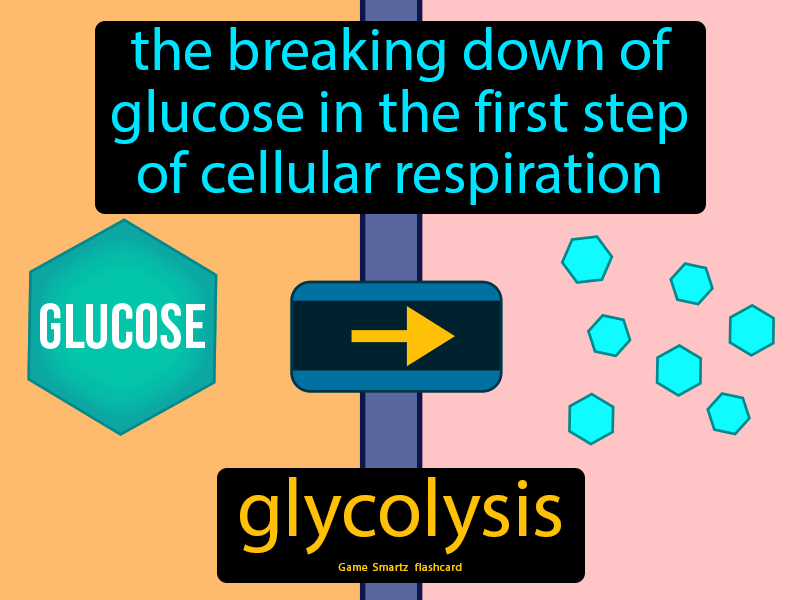 the breaking down of
glucose in the first step
of cellular respiration
GLUCOSE
glycolysis
Game Smartz flashcard